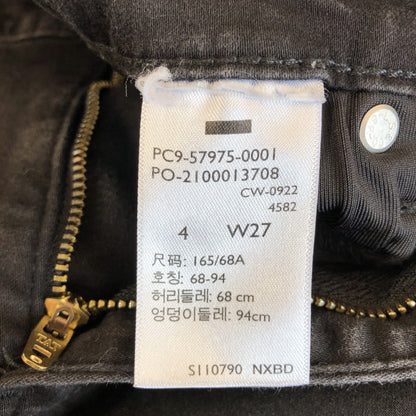 PC9-57975-0001
PO-2100013708
CW-0922
4582
4 W27
尺码: 165/68A
호칭: 68-94
허리둘레: 68 cm
엉덩이둘레: 94cm
S110790 NXBD